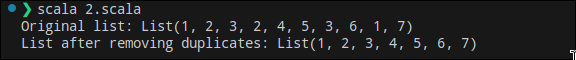 ❯ scala 2.scala
Original list: List(1, 2, 3, 2, 4, 5, 3, 6, 1, 7)
List after removing duplicates: List(1, 2, 3, 4, 5, 6, 7)